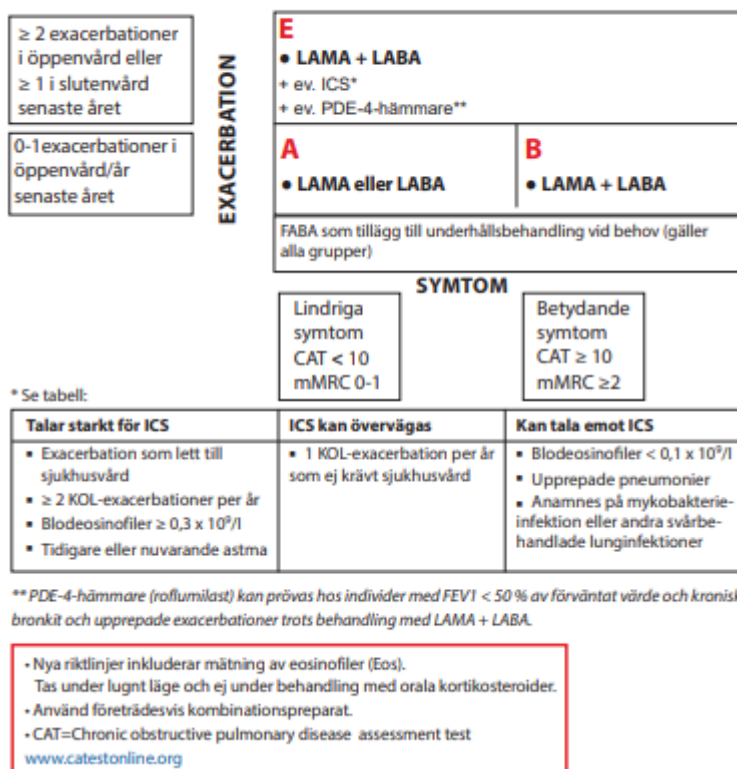 ≥ 2 exacerbationer
i öppenvård eller
≥ 1 i slutenvård
senaste året
0-1exacerbationer i
öppenvård/år
senaste året
EXACERBATION
E
• LAMA + LABA
+ ev. ICS*
+ ev. PDE-4-hämmare**
A
• LAMA eller LABA
B
• LAMA + LABA
FABA som tillägg till underhållsbehandling vid behov (gäller
alla grupper)
SYMTOM
Lindriga
symtom
CAT < 10
mMRC 0-1
Betydande
symtom
CAT ≥ 10
mMRC ≥2
* Se tabell:
Talar starkt för ICS
▪ Exacerbation som lett till
sjukhusvård
▪ ≥ 2 KOL-exacerbationer per år
▪ Blodeosinofiler ≥ 0,3 x 10⁹/l
▪ Tidigare eller nuvarande astma
ICS kan övervägas
▪ 1 KOL-exacerbation per år
som ej krävt sjukhusvård
Kan tala emot ICS
▪ Blodeosinofiler < 0,1 x 10⁹/l
▪ Upprepade pneumonier
▪ Anamnes på mykobakterie-
infektion eller andra svårbe-
handlade lunginfektioner
** PDE-4-hämmare (roflumilast) kan prövas hos individer med FEV1 < 50 % av förväntat värde och kronisk
bronkit och upprepade exacerbationer trots behandling med LAMA + LABA.
• Nya riktlinjer inkluderar mätning av eosinofiler (Eos).
Tas under lugnt läge och ej under behandling med orala kortikosteroider.
• Använd företrädesvis kombinationspreparat.
• CAT=Chronic obstructive pulmonary disease assessment test
www.catestonline.org